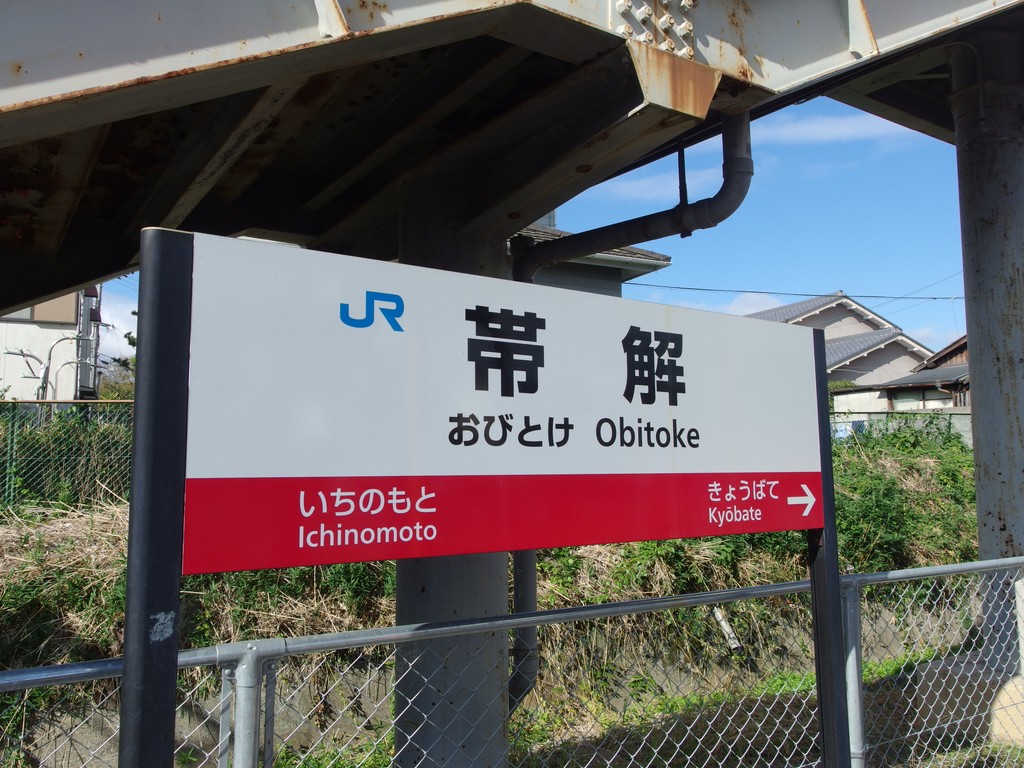 JR
帯解
おびとけ Obitoke
いちのもと
Ichinomoto
きょうばて →
Kyōbate